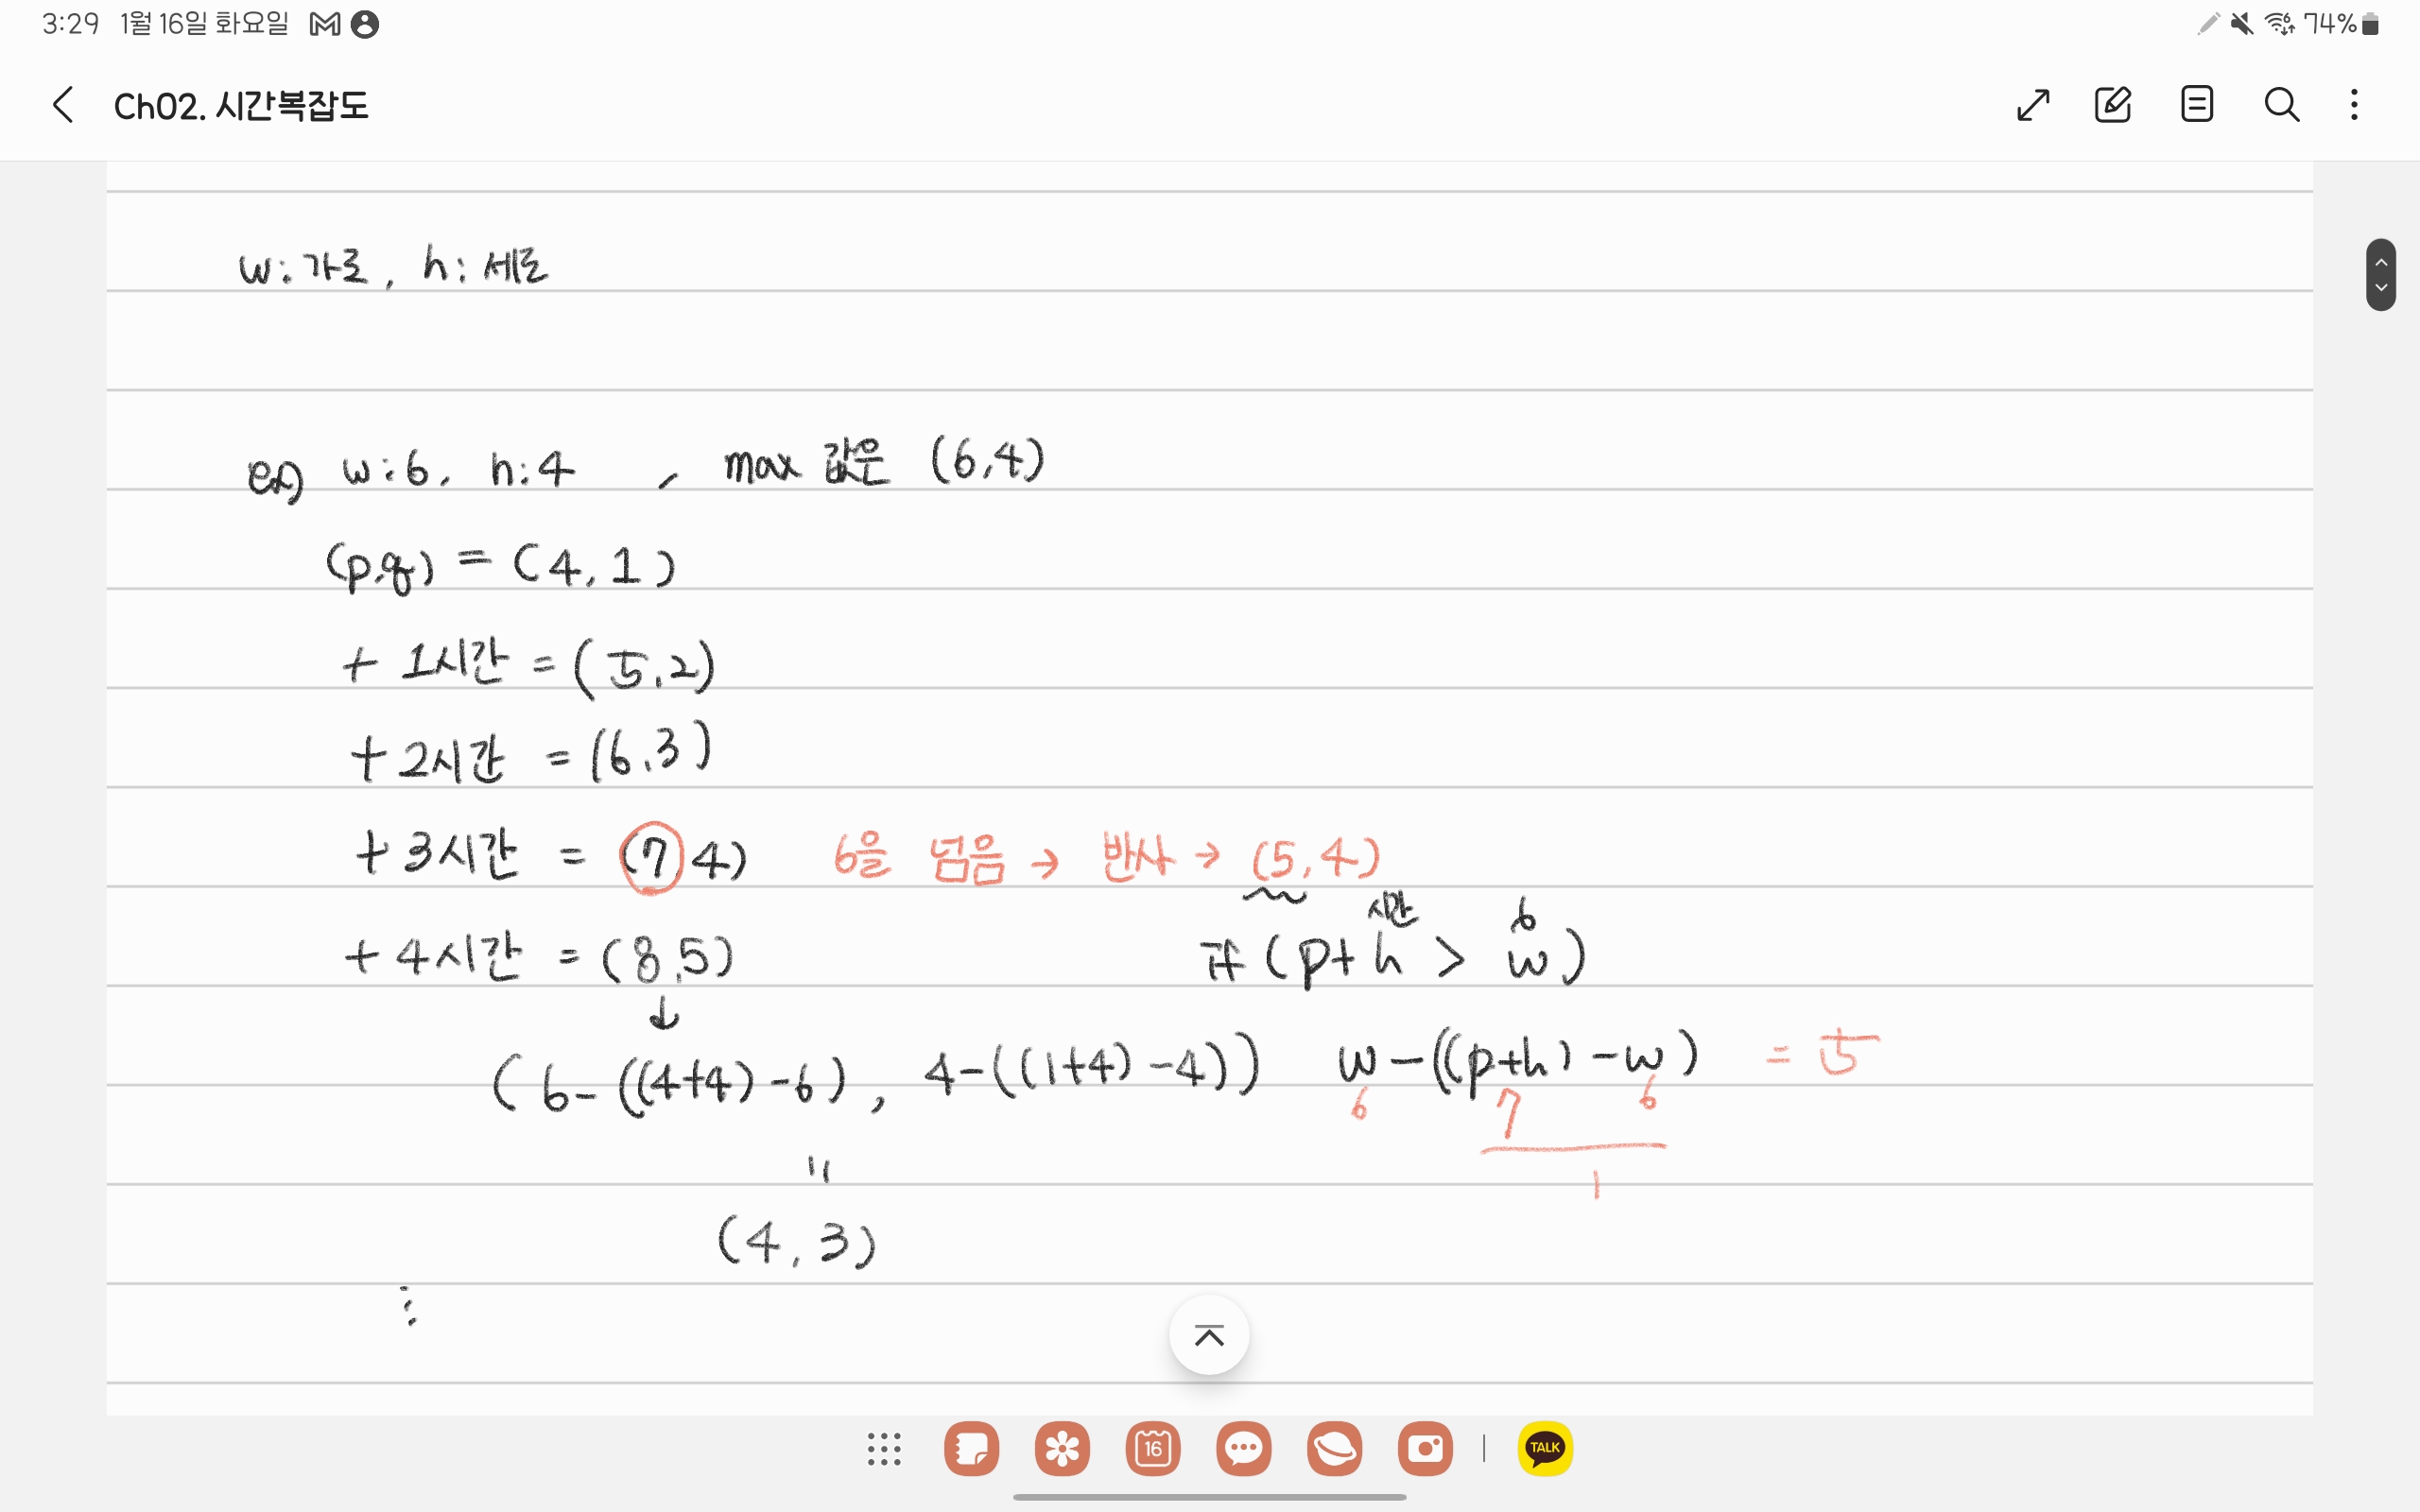 3:29 1월 16일 화요일 74%
Ch02. 시간복잡도
w: 가로, h: 세로
ex) w:6, h:4 , max 값은 (6,4)
(p,q) = (4,1)
+ 1시간 = (5,2)
+ 2시간 = (6,3)
+ 3시간 = (7,4) 6을 넘음 → 반사 → (5,4)
시간 6
+ 4시간 = (8,5) (p+h > w)
↓
(6-((4+4)-6), 4-((1+4)-4)) w-((p+h)-w) = 5
6 7 6
1
"
(4,3)
⋮
16
TALK